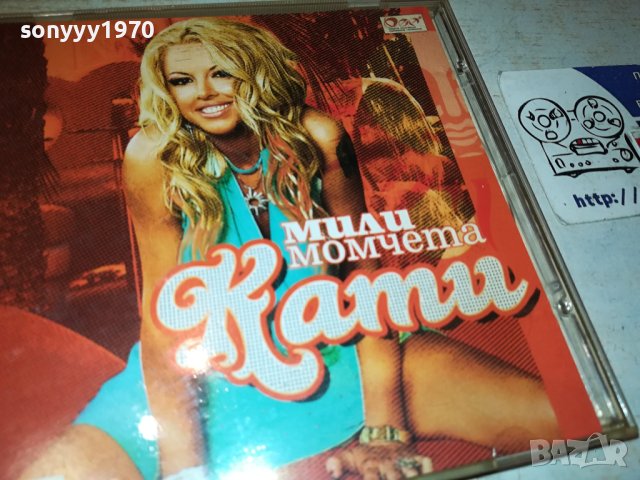 sonyyy1970
мили
момчета
Кати
http://
BAZAR